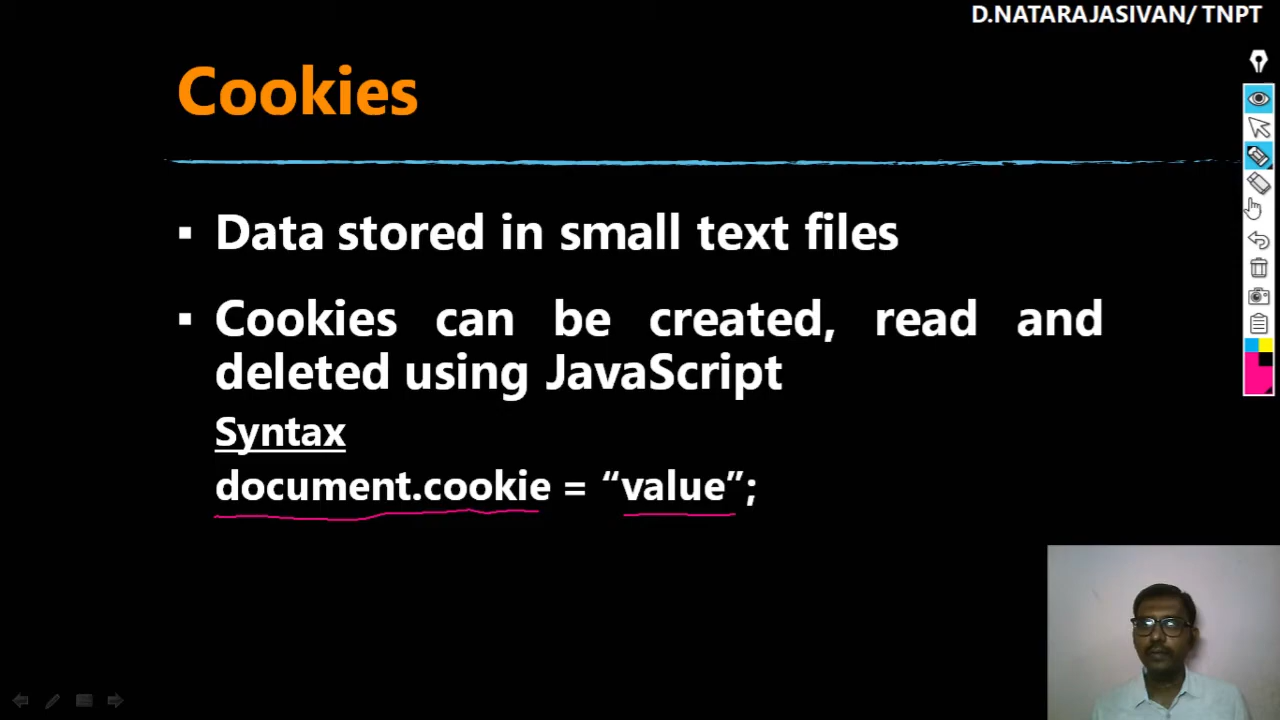 D.NATARAJASIVAN/ TNPT
Cookies
▪ Data stored in small text files
▪ Cookies can be created, read and
deleted using JavaScript
Syntax
document.cookie = “value”;